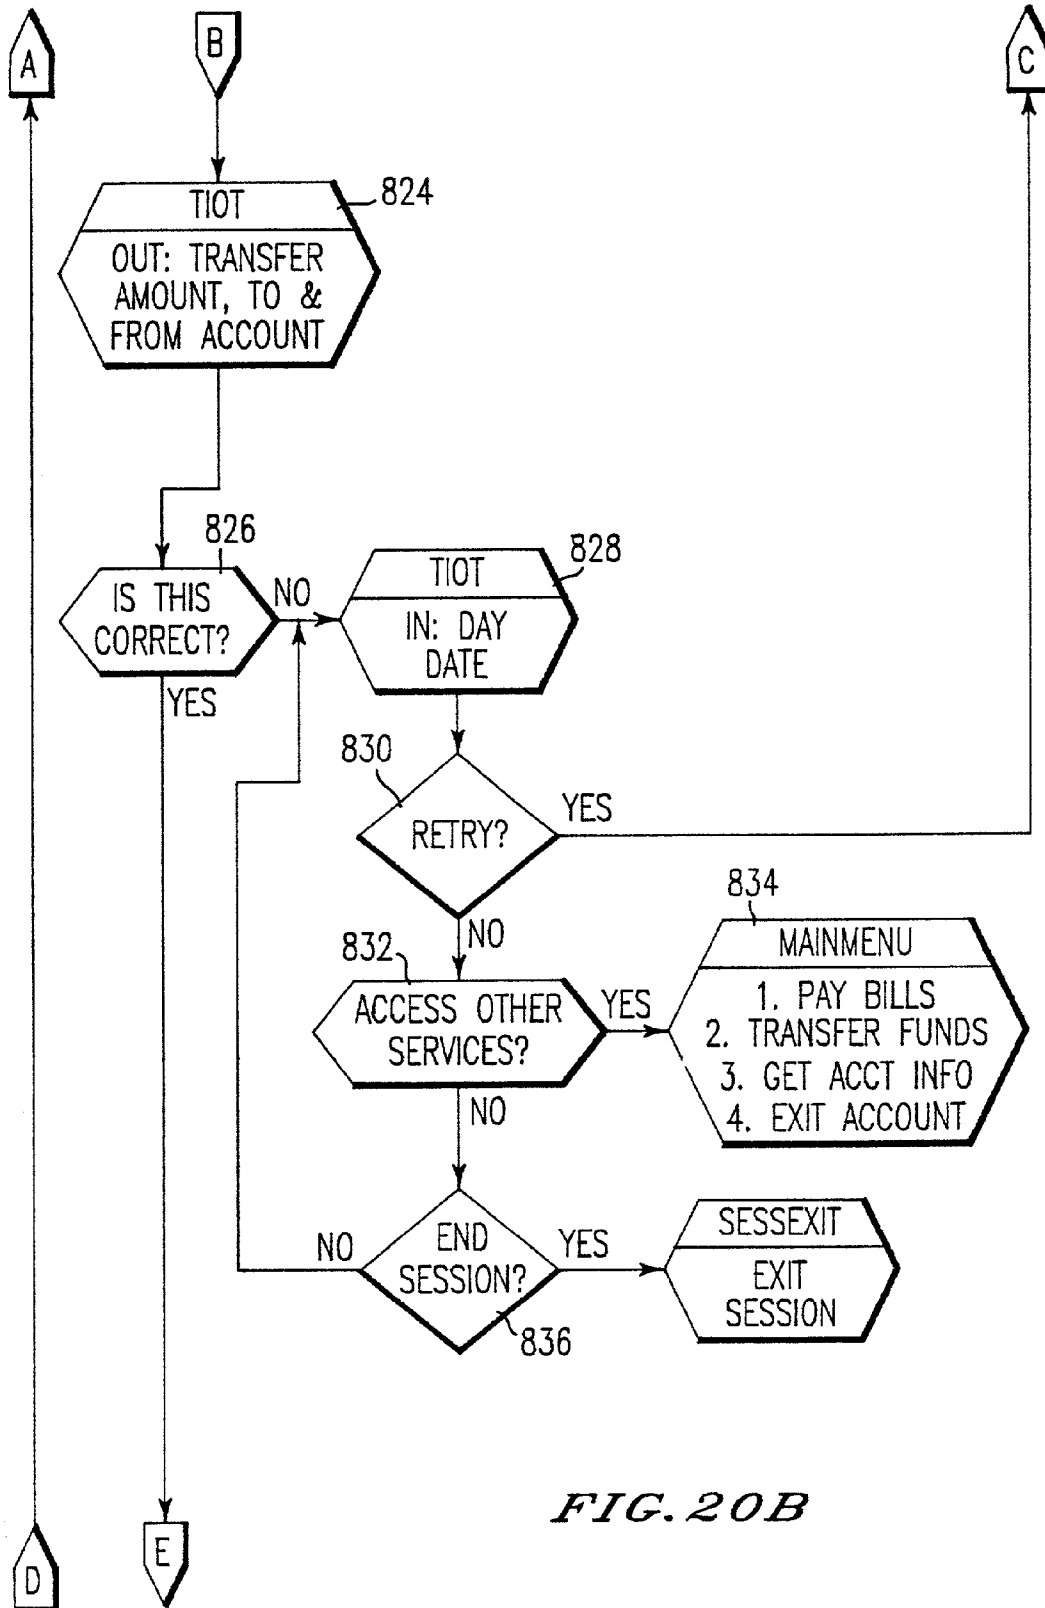 A
B
C
TIOT
824
OUT: TRANSFER
AMOUNT, TO &
FROM ACCOUNT
826
IS THIS
CORRECT?
NO
YES
TIOT
828
IN: DAY
DATE
830
RETRY?
YES
NO
832
ACCESS OTHER
SERVICES?
YES
NO
834
MAINMENU
1. PAY BILLS
2. TRANSFER FUNDS
3. GET ACCT INFO
4. EXIT ACCOUNT
NO
END
SESSION?
YES
836
SESSEXIT
EXIT
SESSION
D
E
FIG. 20B